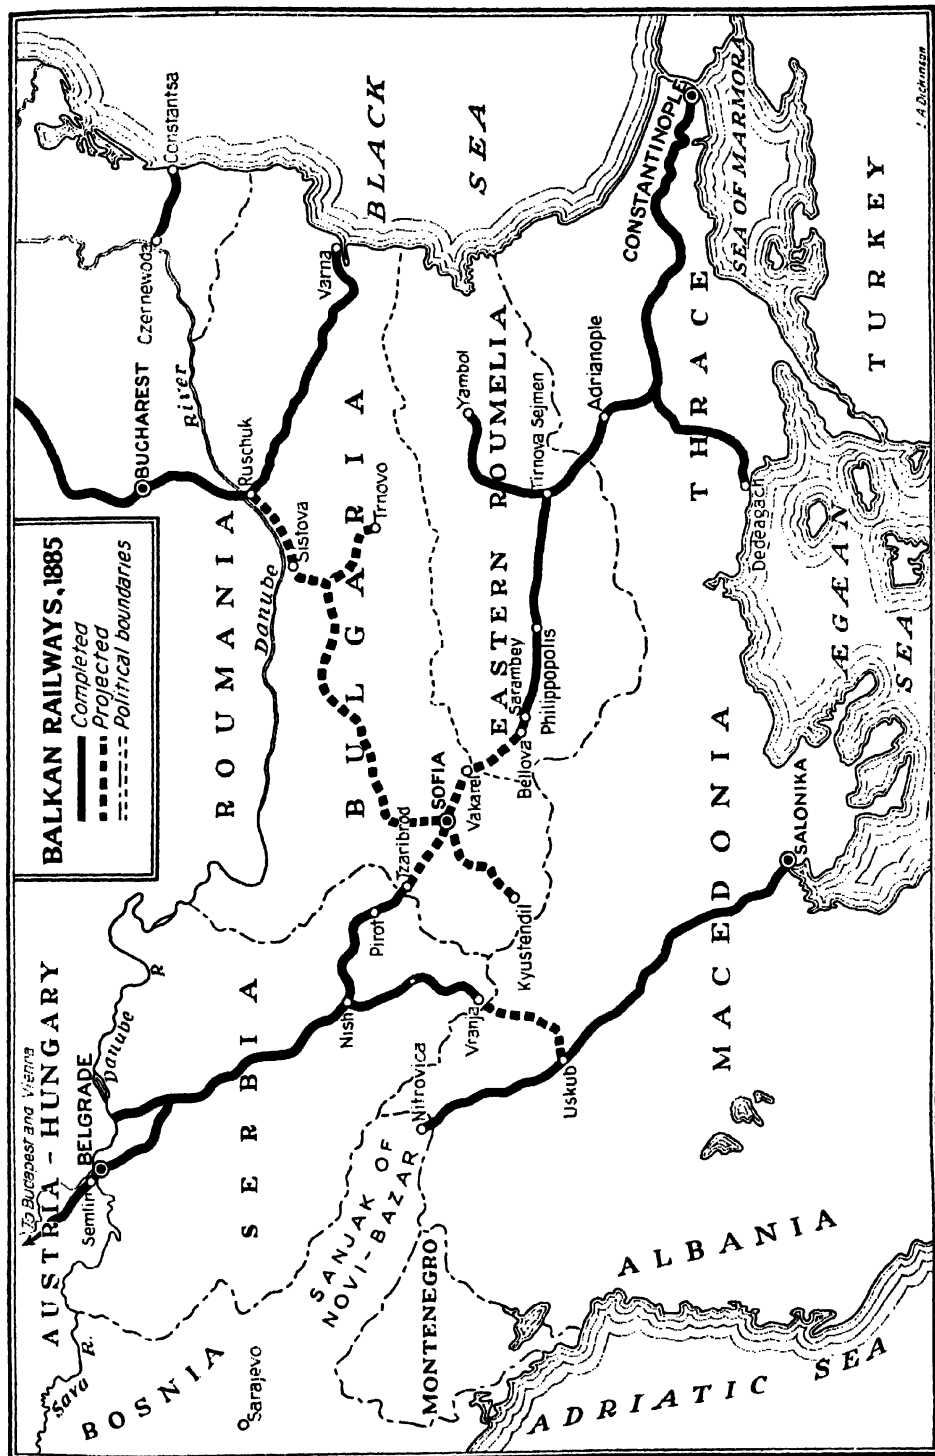 BALKAN RAILWAYS, 1885
Completed
Projected
Political boundaries
To Budapest and Vienna
AUSTRIA - HUNGARY
Semlin
BELGRADE
Danube
R
Sava
R.
BOSNIA
Sarajevo
SERBIA
Nish
Pirot
Tzaribrod
Vranja
SANJAK OF
NOVI-BAZAR
Nitrovica
MONTENEGRO
ALBANIA
ADRIATIC SEA
Uskub
MACEDONIA
SALONIKA
Kyustendil
SOFIA
Vakarel
Bellova
Sarambey
Philippopolis
EASTERN ROUMELIA
BULGARIA
ROUMANIA
Danube
River
Sistova
Trnovo
Ruschuk
BUCHAREST
Czernewoda
Constantsa
Varna
BLACK
SEA
Yambol
Tirnova Sejmen
Adrianople
THRACE
Dedeagach
CONSTANTINOPLE
SEA OF MARMORA
TURKEY
ÆGÆAN
SEA
A Dickinson